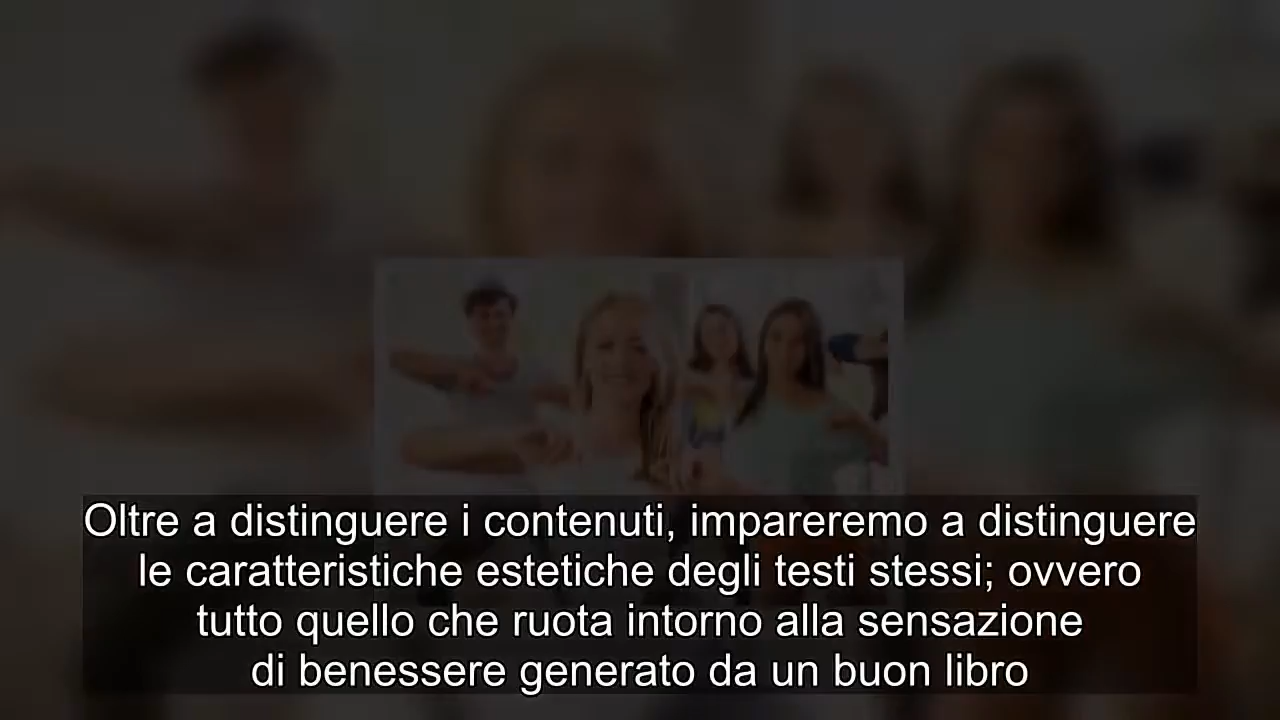 Oltre a distinguere i contenuti, impareremo a distinguere
le caratteristiche estetiche degli testi stessi; ovvero
tutto quello che ruota intorno alla sensazione
di benessere generato da un buon libro